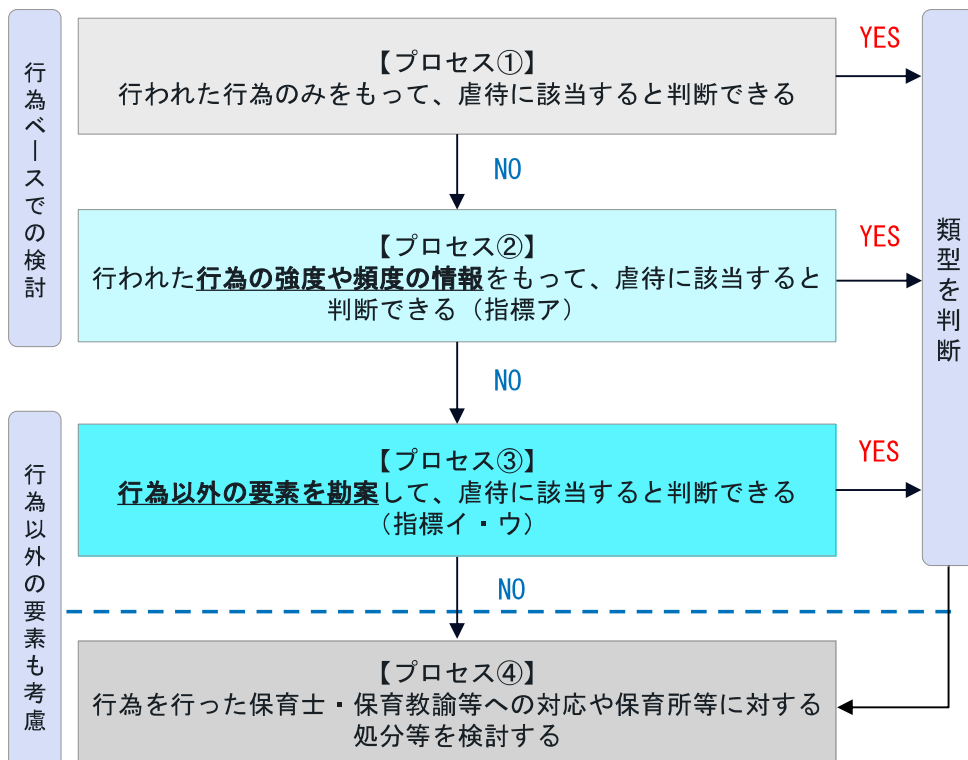 行為ベースでの検討
【プロセス①】
行われた行為のみをもって、虐待に該当すると判断できる
YES
NO
【プロセス②】
行われた行為の強度や頻度の情報をもって、虐待に該当すると
判断できる（指標ア）
YES
NO
類型を判断
行為以外の要素も考慮
【プロセス③】
行為以外の要素を勘案して、虐待に該当すると判断できる
（指標イ・ウ）
YES
NO
【プロセス④】
行為を行った保育士・保育教諭等への対応や保育所等に対する
処分等を検討する